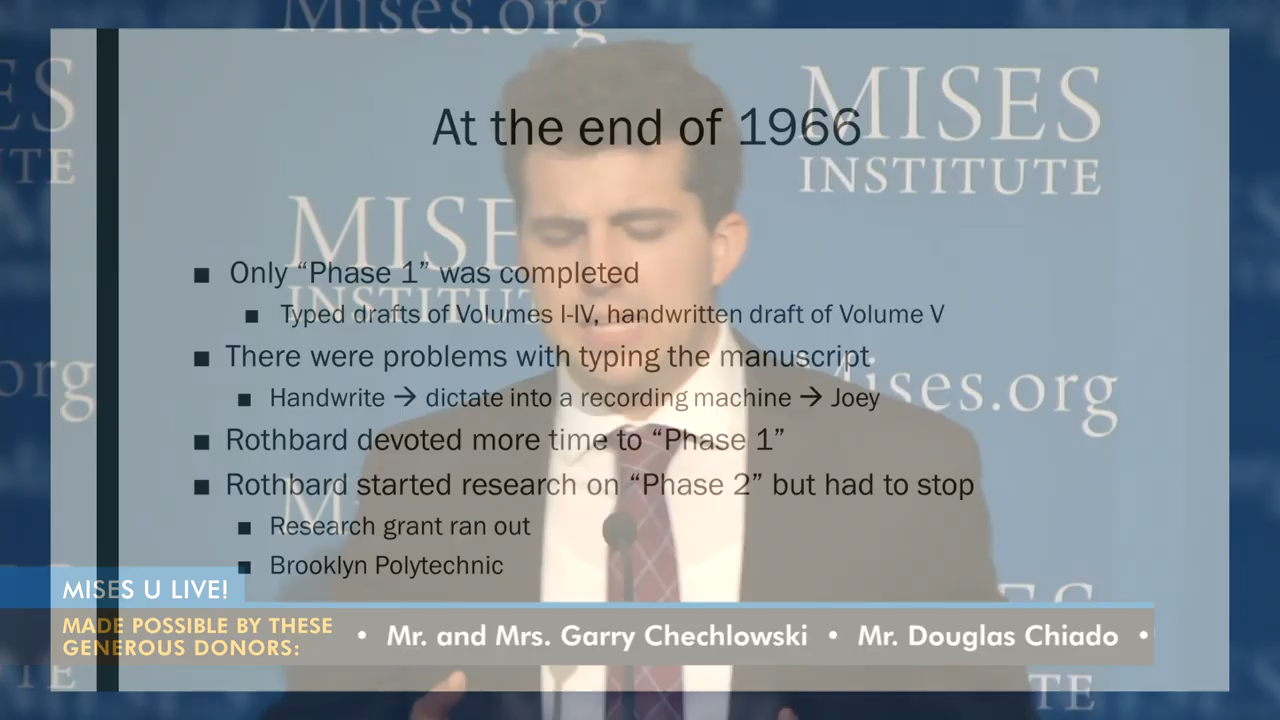 Mises.org
MISES
INSTITUTE
MISES
INSTITUTE
At the end of 1966
■ Only “Phase 1” was completed
■ Typed drafts of Volumes I-IV, handwritten draft of Volume V
■ There were problems with typing the manuscript
■ Handwrite → dictate into a recording machine → Joey
Mises.org
■ Rothbard devoted more time to “Phase 1”
■ Rothbard started research on “Phase 2” but had to stop
■ Research grant ran out
■ Brooklyn Polytechnic
MISES U LIVE!
MADE POSSIBLE BY THESE
GENEROUS DONORS:
• Mr. and Mrs. Garry Chechlowski • Mr. Douglas Chiado •